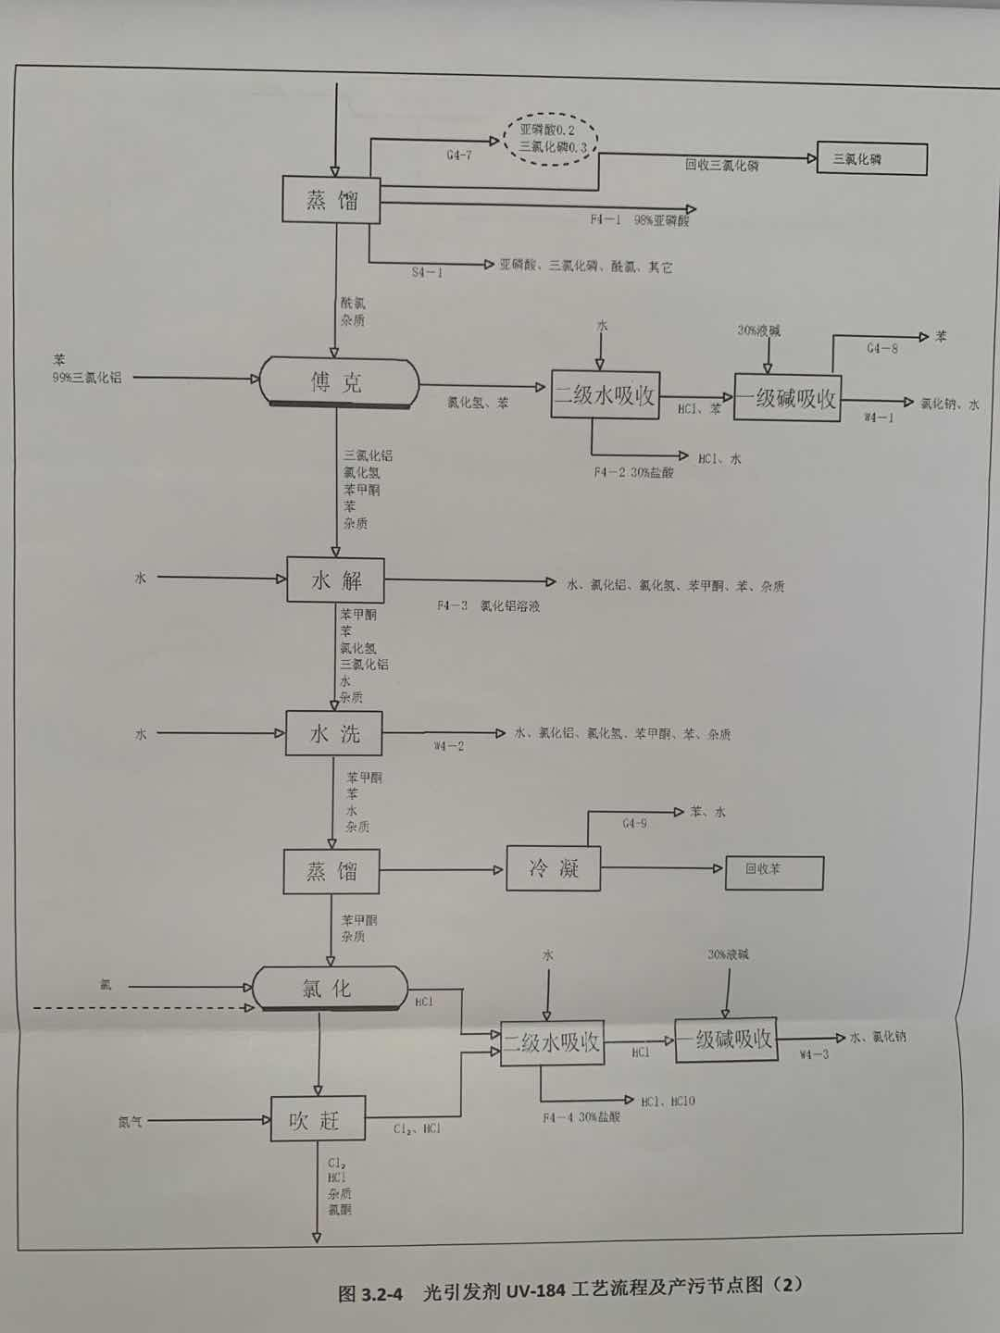 亚磷酸0.2
三氯化磷0.3
G4-7
回收三氯化磷
三氯化磷
蒸馏
F4-1 98%亚磷酸
S4-1
亚磷酸、三氯化磷、酰氯、其它
酰氯
杂质
苯
99%三氯化铝
傅克
氯化氢、苯
水
二级水吸收
HCl、苯
30%液碱
一级碱吸收
G4-8
苯
W4-1
氯化钠、水
F4-2 30%盐酸
HCl、水
三氯化铝
氯化氢
苯甲酮
苯
杂质
水
水解
F4-3 氯化铝溶液
水、氯化铝、氯化氢、苯甲酮、苯、杂质
苯甲酮
苯
氯化氢
三氯化铝
水
杂质
水
水洗
W4-2
水、氯化铝、氯化氢、苯甲酮、苯、杂质
苯甲酮
苯
水
杂质
蒸馏
冷凝
G4-9
苯、水
回收苯
苯甲酮
杂质
氯
氯化
HCl
水
二级水吸收
HCl
30%液碱
一级碱吸收
W4-3
水、氯化钠
F4-4 30%盐酸
HCl、HClO
氮气
吹赶
Cl₂、HCl
Cl₂
HCl
杂质
氯酮
图 3.2-4 光引发剂 UV-184 工艺流程及产污节点图（2）